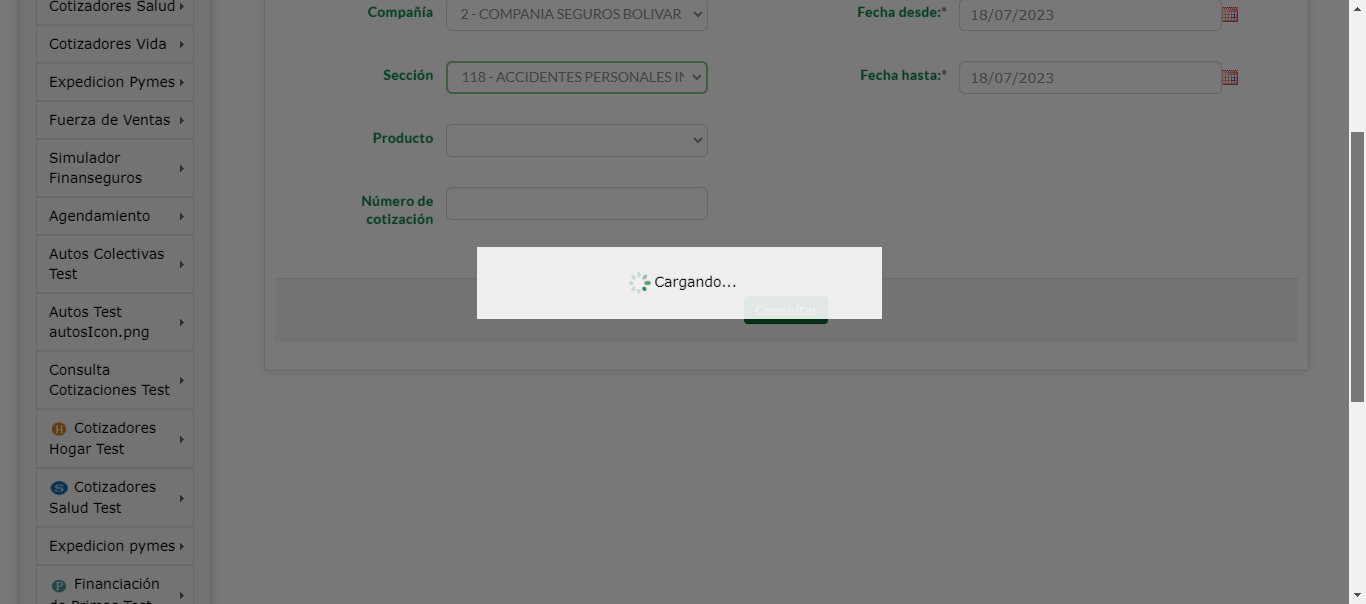 Cotizadores Salud
Cotizadores Vida
Expedicion Pymes
Fuerza de Ventas
Simulador
Finanseguros
Agendamiento
Autos Colectivas
Test
Autos Test
autosIcon.png
Consulta
Cotizaciones Test
H Cotizadores
Hogar Test
S Cotizadores
Salud Test
Expedicion pymes
P Financiación
de Primas Test
Compañía
2 - COMPANIA SEGUROS BOLIVAR
Fecha desde:*
18/07/2023
Sección
118 - ACCIDENTES PERSONALES IN
Fecha hasta:*
18/07/2023
Producto
Número de
cotización
Cargando...
Consultar